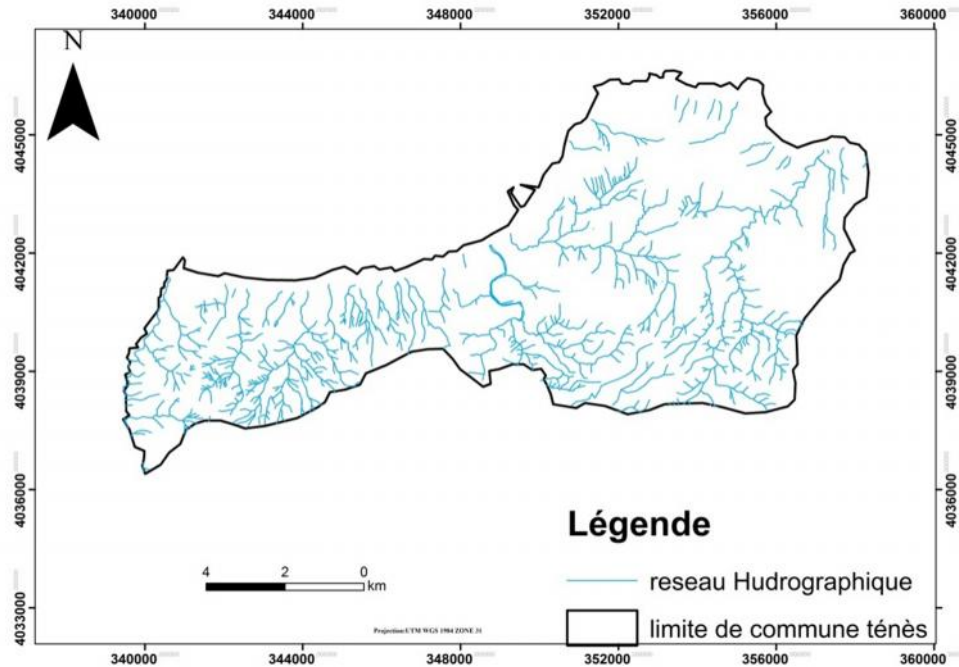 340000 344000 348000 352000 356000 360000
N
4045000 4045000
4042000 4042000
4039000 4039000
4036000 4036000
4033000 4033000
Légende
reseau Hudrographique
limite de commune ténès
4 2 0
km
Projection:UTM WGS 1984 ZONE 31
340000 344000 348000 352000 356000 360000